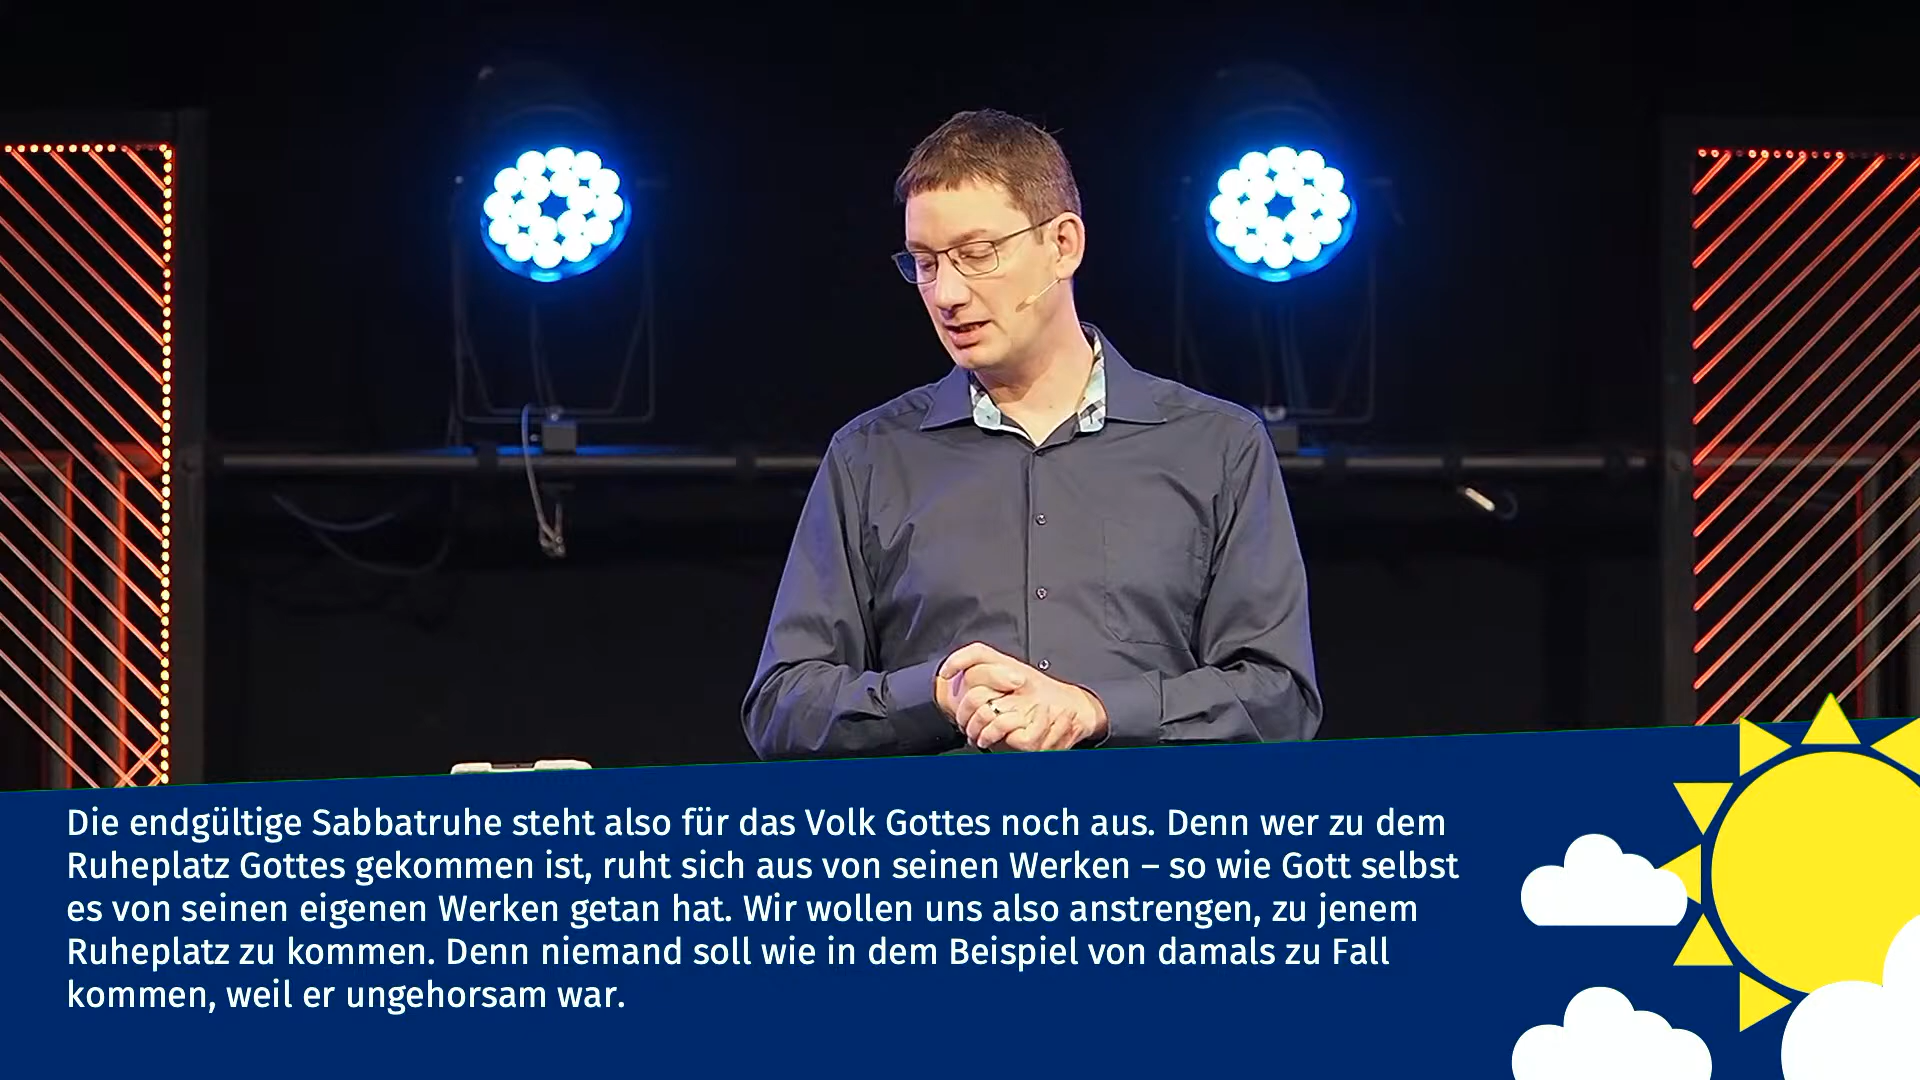 Die endgültige Sabbatruhe steht also für das Volk Gottes noch aus. Denn wer zu dem
Ruheplatz Gottes gekommen ist, ruht sich aus von seinen Werken – so wie Gott selbst
es von seinen eigenen Werken getan hat. Wir wollen uns also anstrengen, zu jenem
Ruheplatz zu kommen. Denn niemand soll wie in dem Beispiel von damals zu Fall
kommen, weil er ungehorsam war.